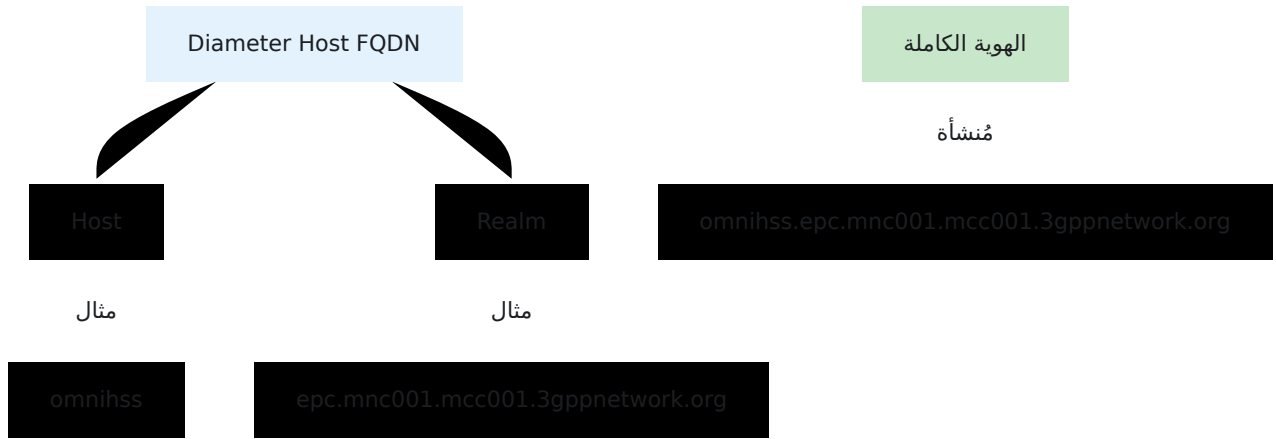 Diameter Host FQDN
الهوية الكاملة
مُنشأة
Host
Realm
omnihss.epc.mnc001.mcc001.3gppnetwork.org
مثال
مثال
omnihss
epc.mnc001.mcc001.3gppnetwork.org